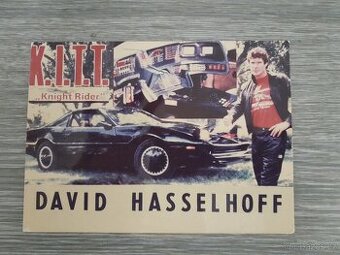 K.I.T.T.
„Knight Rider"
DAVID HASSELHOFF